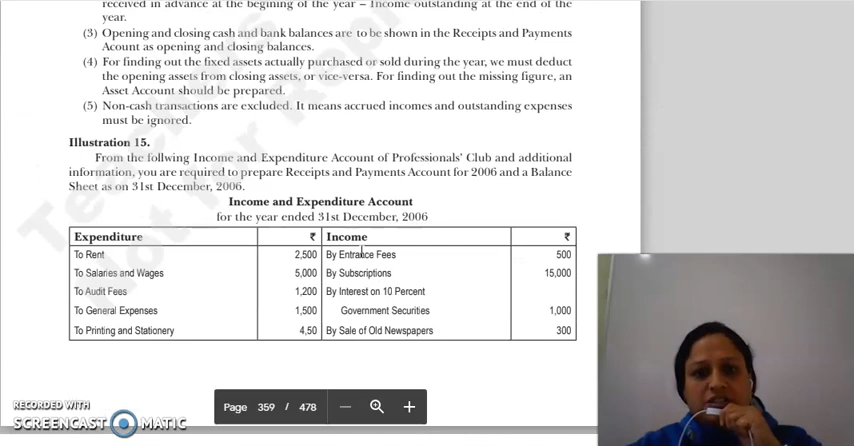 received in advance at the begining of the year – Income outstanding at the end of the
year.
(3) Opening and closing cash and bank balances are to be shown in the Receipts and Payments
Acount as opening and closing balances.
(4) For finding out the fixed assets actually purchased or sold during the year, we must deduct
the opening assets from closing assets, or vice-versa. For finding out the missing figure, an
Asset Account should be prepared.
(5) Non-cash transactions are excluded. It means accrued incomes and outstanding expenses
must be ignored.
Illustration 15.
From the follwing Income and Expenditure Account of Professionals' Club and additional
information, you are required to prepare Receipts and Payments Account for 2006 and a Balance
Sheet as on 31st December, 2006.
Income and Expenditure Account
for the year ended 31st December, 2006
Expenditure ₹ Income ₹
To Rent 2,500 By Entrance Fees 500
To Salaries and Wages 5,000 By Subscriptions 15,000
To Audit Fees 1,200 By Interest on 10 Percent
To General Expenses 1,500 Government Securities 1,000
To Printing and Stationery 4,50 By Sale of Old Newspapers 300
Page 359 / 478
RECORDED WITH
SCREENCAST MATIC